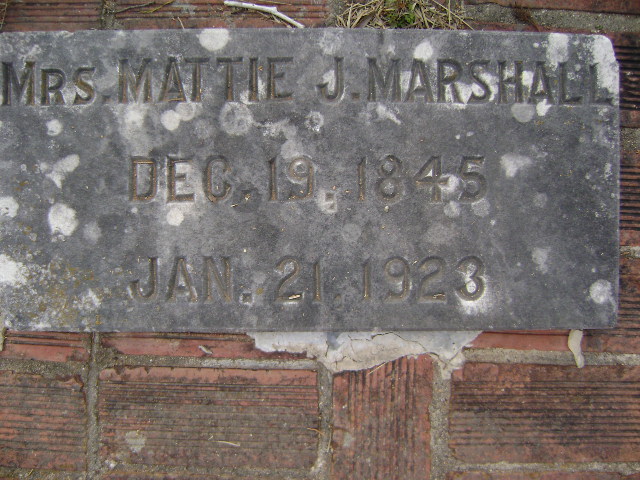 MRS. MATTIE J. MARSHALL
DEC. 19. 1845
JAN. 21. 1923